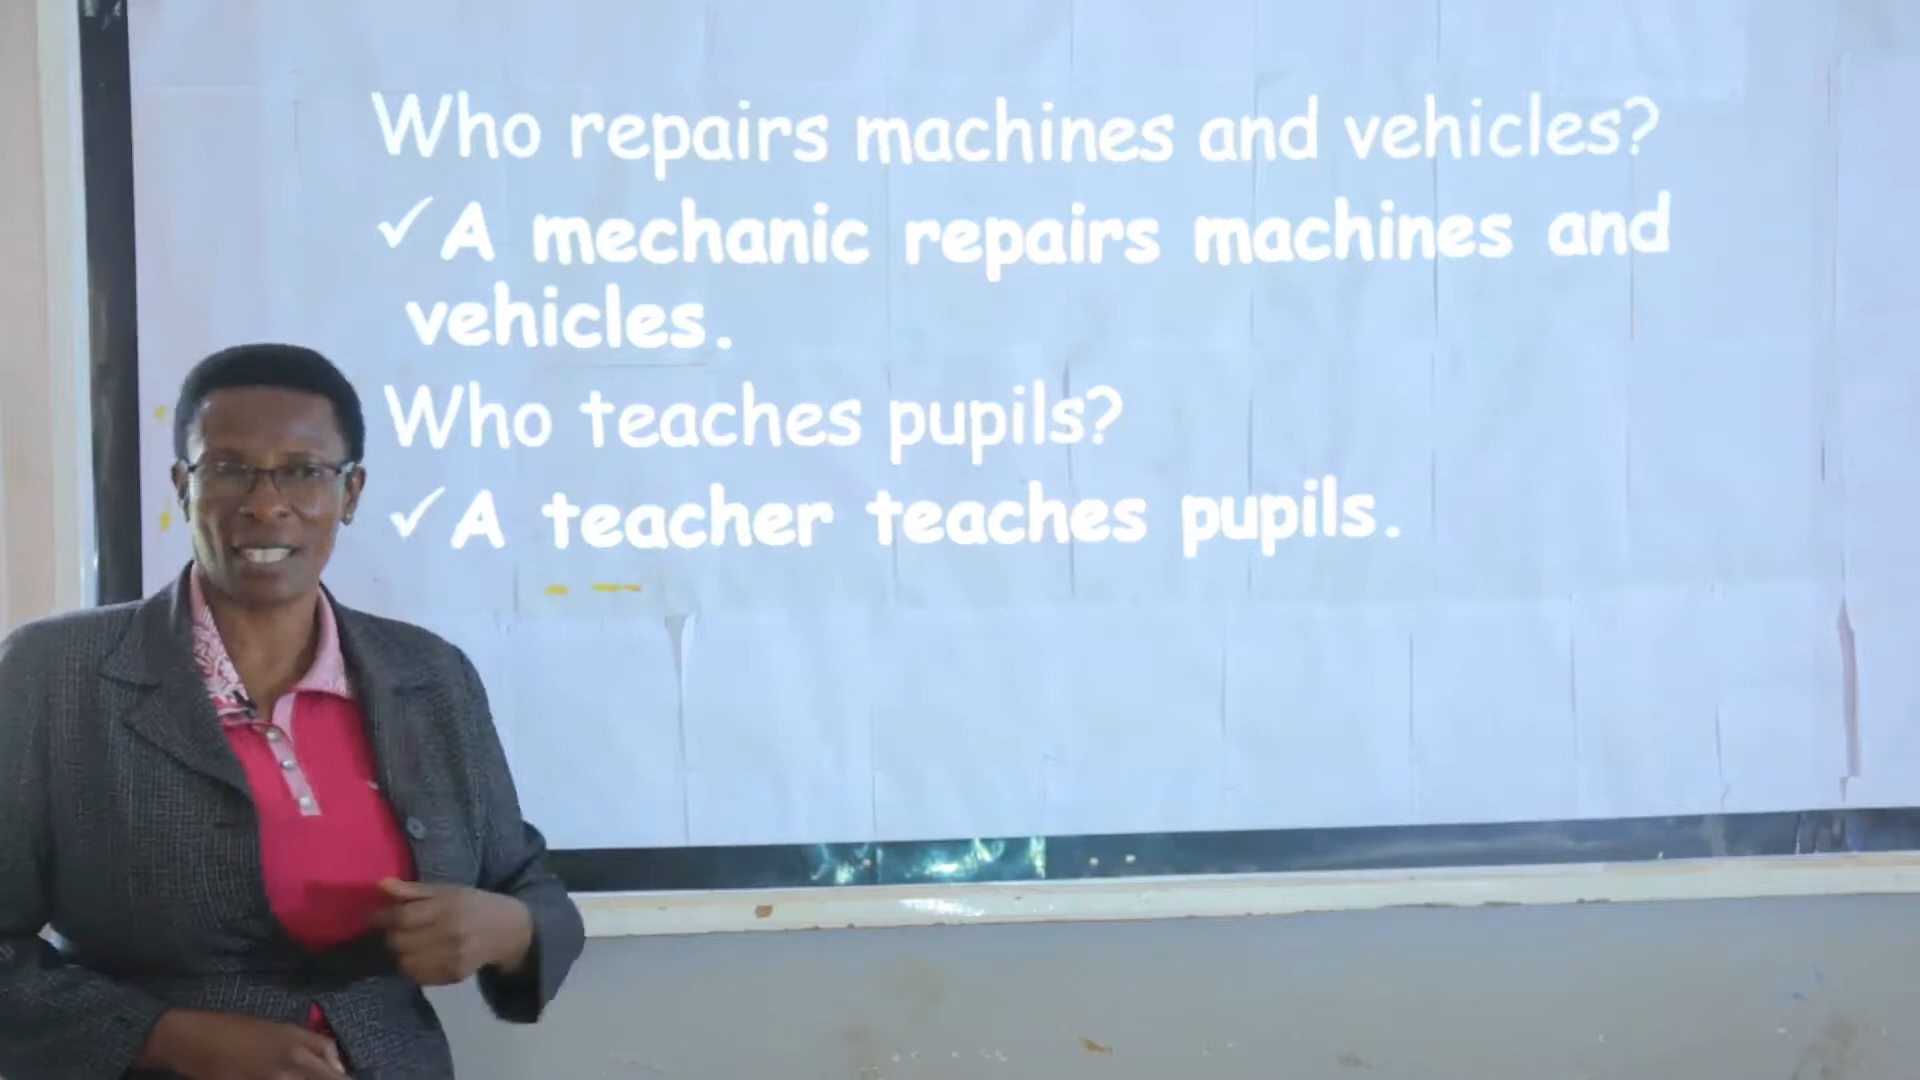 Who repairs machines and vehicles?
✓A mechanic repairs machines and
vehicles.
Who teaches pupils?
✓A teacher teaches pupils.